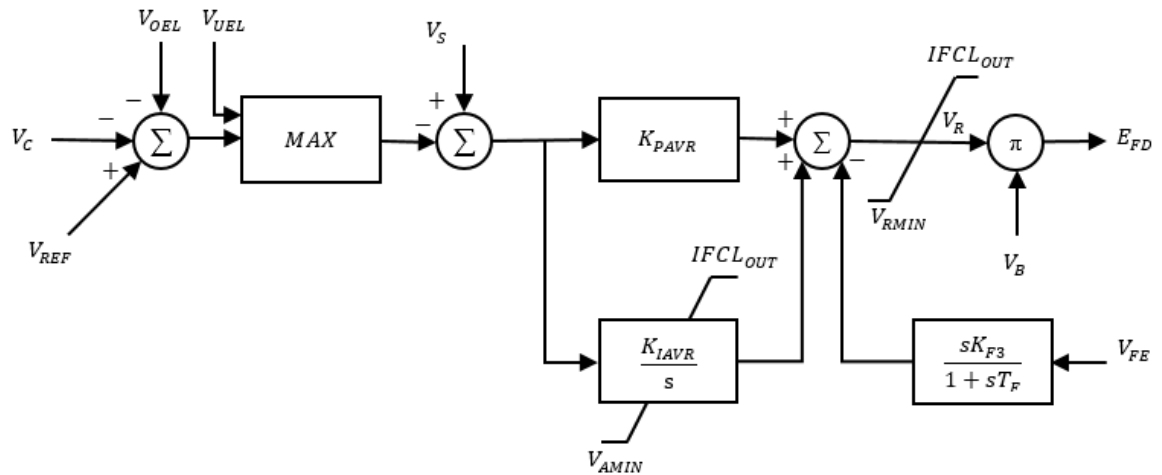 V_OEL
V_UEL
V_S
IFCL_OUT
−
+
V_C
−
Σ
MAX
−
Σ
K_PAVR
+
Σ
−
V_R
π
E_FD
+
+
V_REF
V_RMIN
IFCL_OUT
V_B
K_IAVR
s
sK_F3
1 + sT_F
V_FE
V_AMIN